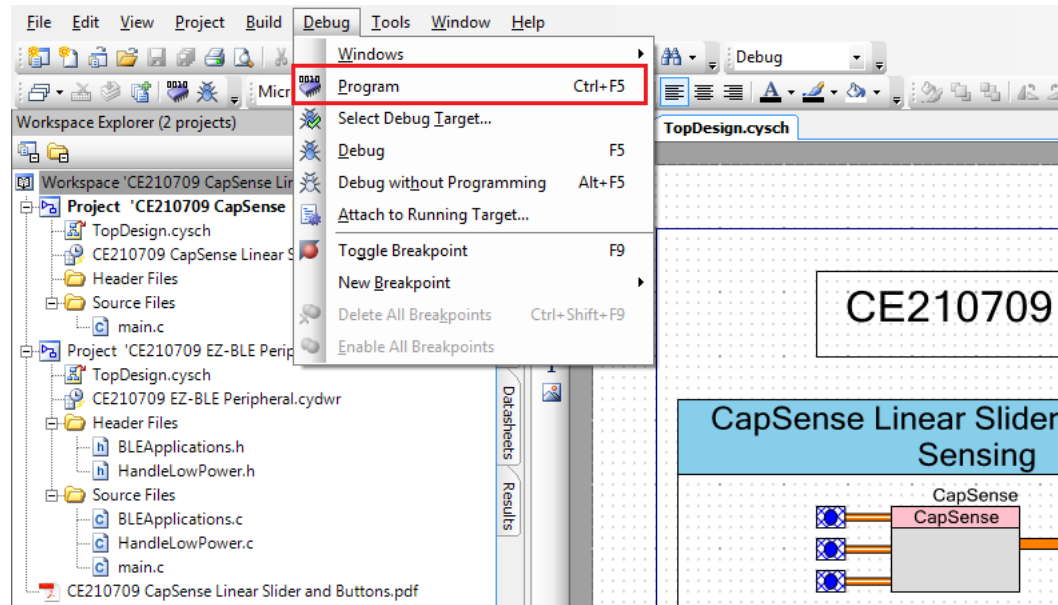 File Edit View Project Build Debug Tools Window Help
Debug
Micr
Windows
Program Ctrl+F5
Select Debug Target...
Debug F5
Debug without Programming Alt+F5
Attach to Running Target...
Toggle Breakpoint F9
New Breakpoint
Delete All Breakpoints Ctrl+Shift+F9
Enable All Breakpoints
Workspace Explorer (2 projects)
Workspace 'CE210709 CapSense Lin
Project 'CE210709 CapSense
TopDesign.cysch
CE210709 CapSense Linear S
Header Files
Source Files
main.c
Project 'CE210709 EZ-BLE Perip
TopDesign.cysch
CE210709 EZ-BLE Peripheral.cydwr
Header Files
BLEApplications.h
HandleLowPower.h
Source Files
BLEApplications.c
HandleLowPower.c
main.c
CE210709 CapSense Linear Slider and Buttons.pdf
Datasheets
Results
TopDesign.cysch
CE210709
CapSense Linear Slider
Sensing
CapSense
CapSense